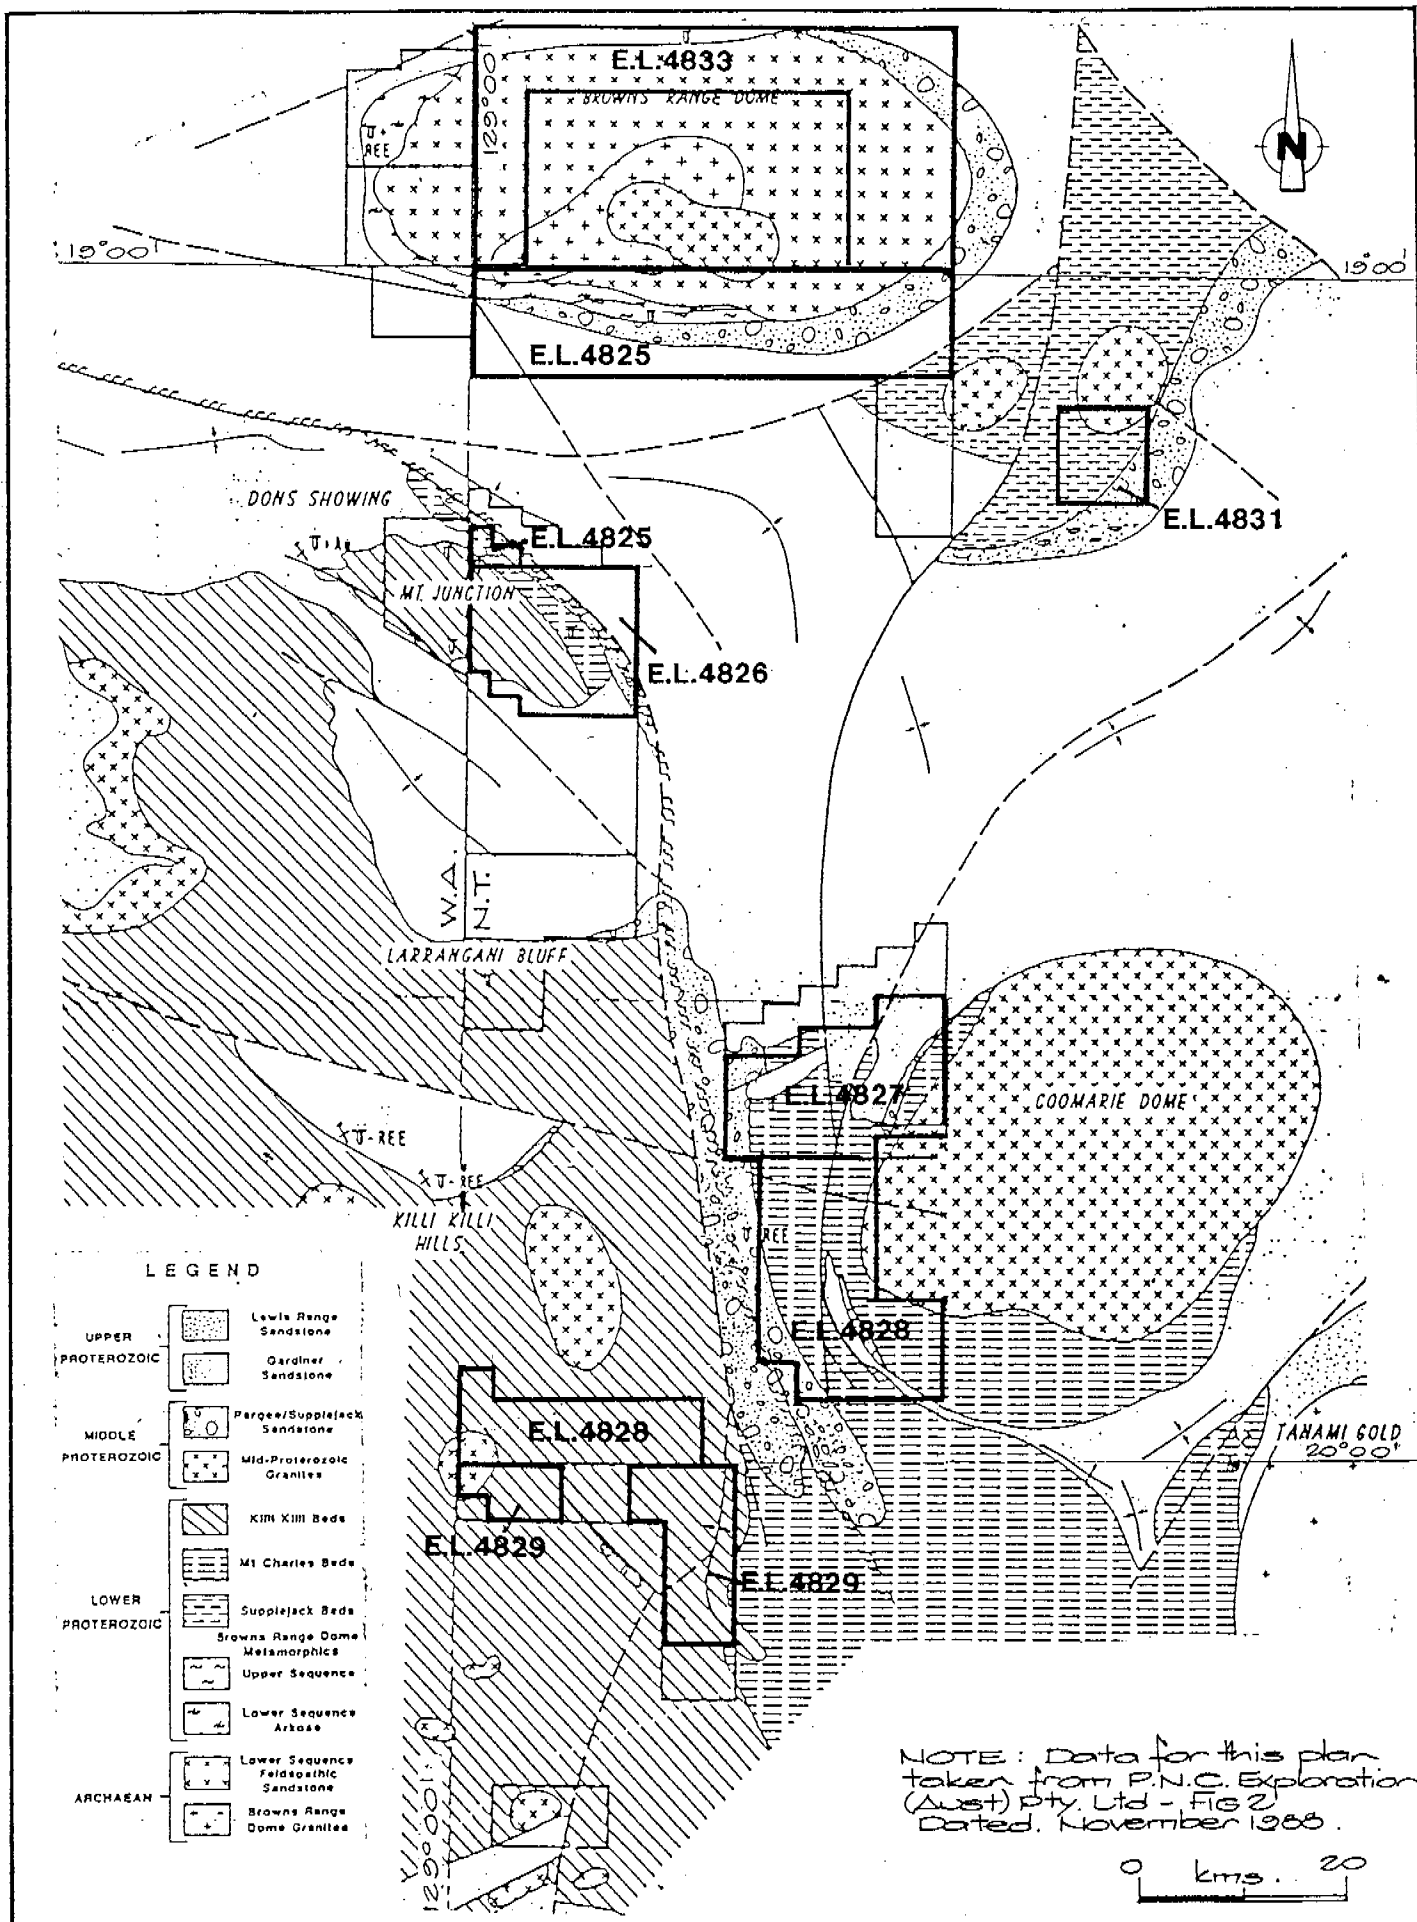 E.L.4833
BROWNS RANGE DOME
129°00'
U+
REE
N
19°00'
19°00'
U
U
E.L.4825
E.L.4831
DONS SHOWING
E.L.4825
MT. JUNCTION
U
U
U
E.L.4826
W.A.
N.T.
LARRANGANI BLUFF
E.L.4827
COOMARIE DOME
U-REE
U-REE
KILLI KILLI
HILLS
U REE
E.L.4828
TANAMI GOLD
20°00'
E.L.4828
E.L.4829
E.L.4829
129°00'
LEGEND
UPPER
PROTEROZOIC
Lewis Range
Sandstone
Gardiner
Sandstone
MIDDLE
PROTEROZOIC
Pargee/Supplejack
Sandstone
Mid-Proterozoic
Granites
LOWER
PROTEROZOIC
Killi Killi Beds
Mt Charles Beds
Supplejack Beds
Browns Range Dome
Metamorphics
Upper Sequence
Lower Sequence
Arkose
ARCHAEAN
Lower Sequence
Feldspathic
Sandstone
Browns Range
Dome Granites
NOTE: Data for this plan
taken from P.N.C. Exploration
(Aust) Pty. Ltd - FIG 2
Dated. November 1988.
0 kms. 20